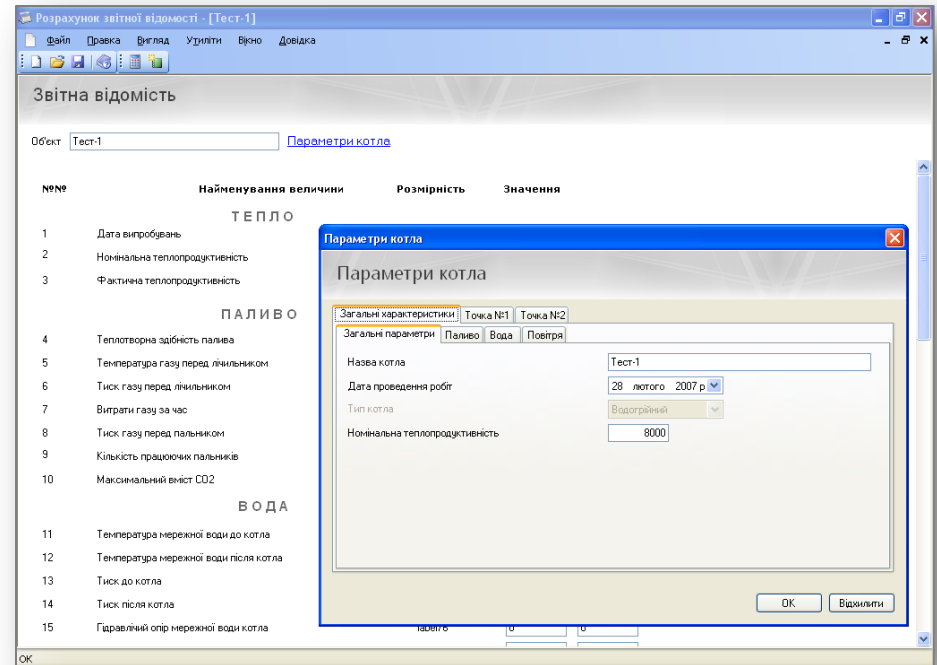 Розрахунок звітної відомості - [Тест-1]
Файл Правка Вигляд Утиліти Вікно Довідка
Звітна відомість
Об'єкт Тест-1 Параметри котла
№№ Найменування величини Розмірність Значення
ТЕПЛО
1 Дата випробувань
2 Номінальна теплопродуктивність
3 Фактична теплопродуктивність
ПАЛИВО
4 Теплотворна здібність палива
5 Температура газу перед лічильником
6 Тиск газу перед лічильником
7 Витрати газу за час
8 Тиск газу перед пальником
9 Кількість працюючих пальників
10 Максимальний вміст CO2
ВОДА
11 Температура мережної води до котла
12 Температура мережної води після котла
13 Тиск до котла
14 Тиск після котла
15 Гідравлічий опір мережної води котла
Параметри котла
Параметри котла
Загальні характеристики Точка №1 Точка №2
Загальні параметри Паливо Вода Повітря
Назва котла Тест-1
Дата проведення робіт 28 лютого 2007 р
Тип котла Водогрійний
Номінальна теплопродуктивність 8000
OK Відхилити
OK